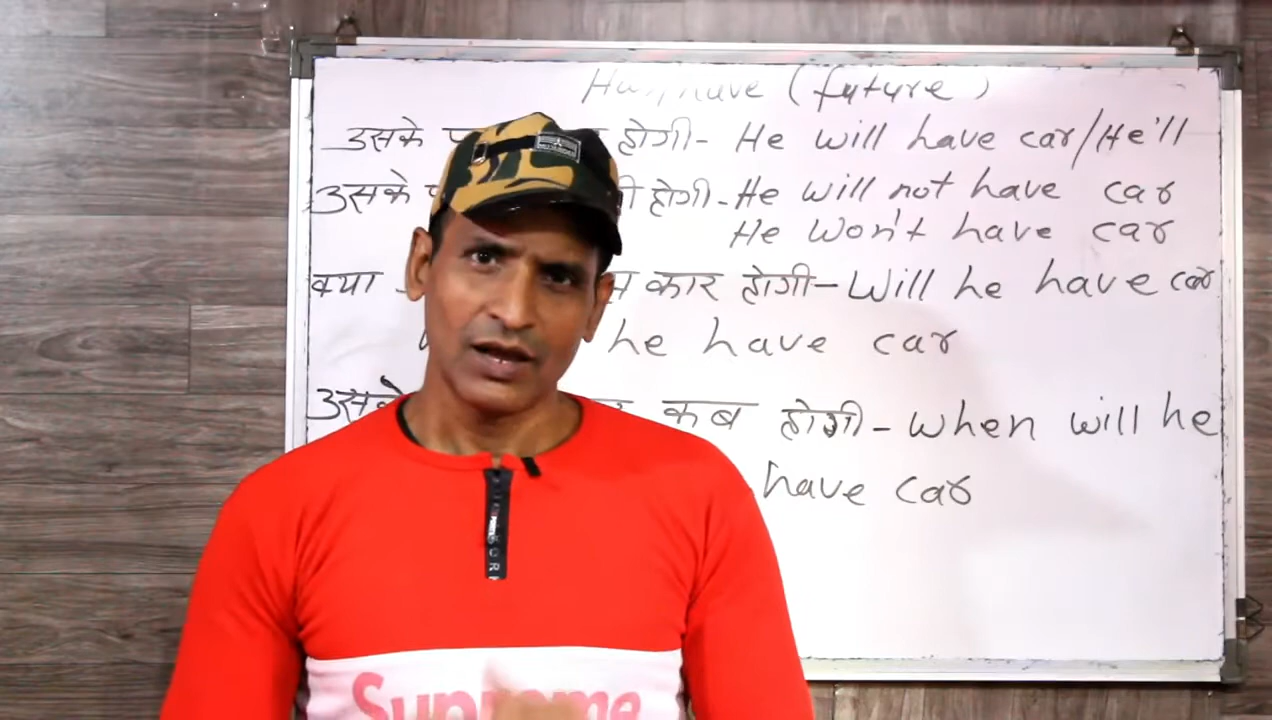 Has/have (future)
उसके होगी- He will have car/He'll
उसके होगी-He will not have car
He won't have car
क्या कार होगी-Will he have car
he have car
उसके कब होगी-when will he
have car
Supreme